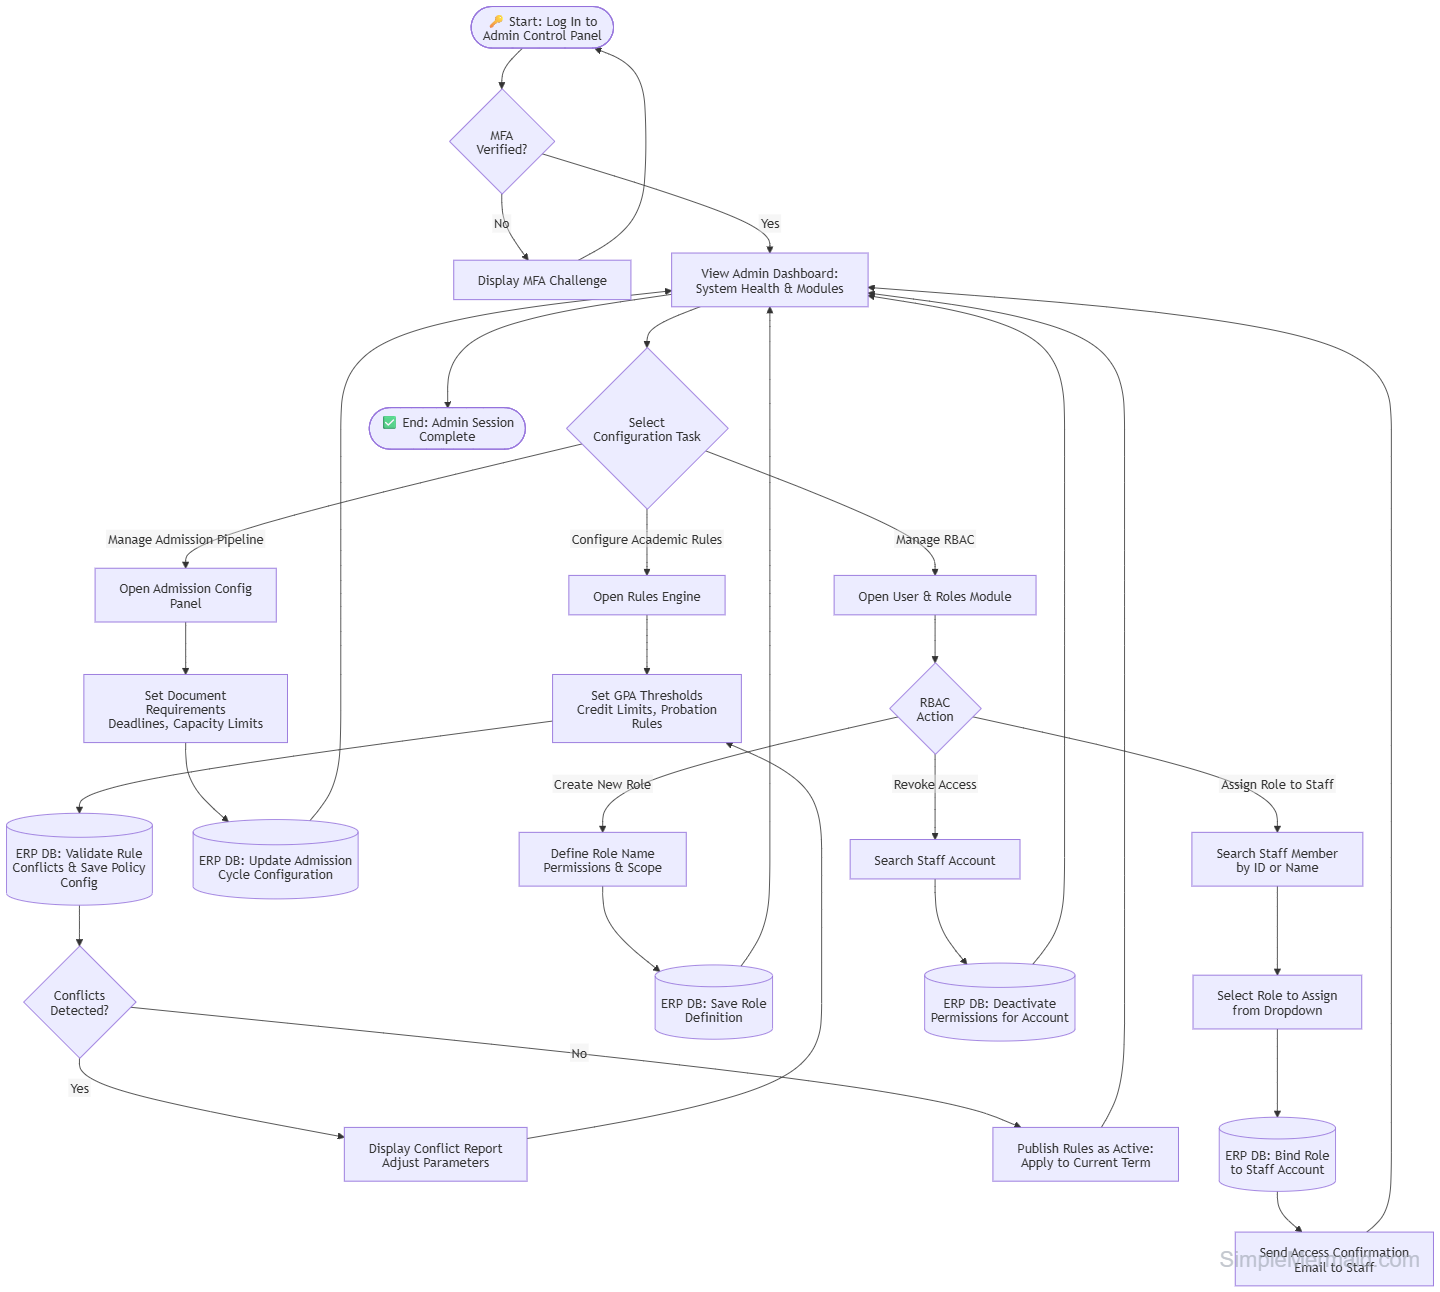 🔑 Start: Log In to
Admin Control Panel
MFA
Verified?
No
Yes
Display MFA Challenge
View Admin Dashboard:
System Health & Modules
✅ End: Admin Session
Complete
Select
Configuration Task
Manage Admission Pipeline
Configure Academic Rules
Manage RBAC
Open Admission Config
Panel
Open Rules Engine
Open User & Roles Module
Set Document
Requirements
Deadlines, Capacity Limits
Set GPA Thresholds
Credit Limits, Probation
Rules
RBAC
Action
Create New Role
Revoke Access
Assign Role to Staff
ERP DB: Validate Rule
Conflicts & Save Policy
Config
ERP DB: Update Admission
Cycle Configuration
Define Role Name
Permissions & Scope
Search Staff Account
Search Staff Member
by ID or Name
Conflicts
Detected?
ERP DB: Save Role
Definition
ERP DB: Deactivate
Permissions for Account
Select Role to Assign
from Dropdown
No
Yes
Display Conflict Report
Adjust Parameters
Publish Rules as Active:
Apply to Current Term
ERP DB: Bind Role
to Staff Account
Send Access Confirmation
Email to Staff
SimpleMermaid.com